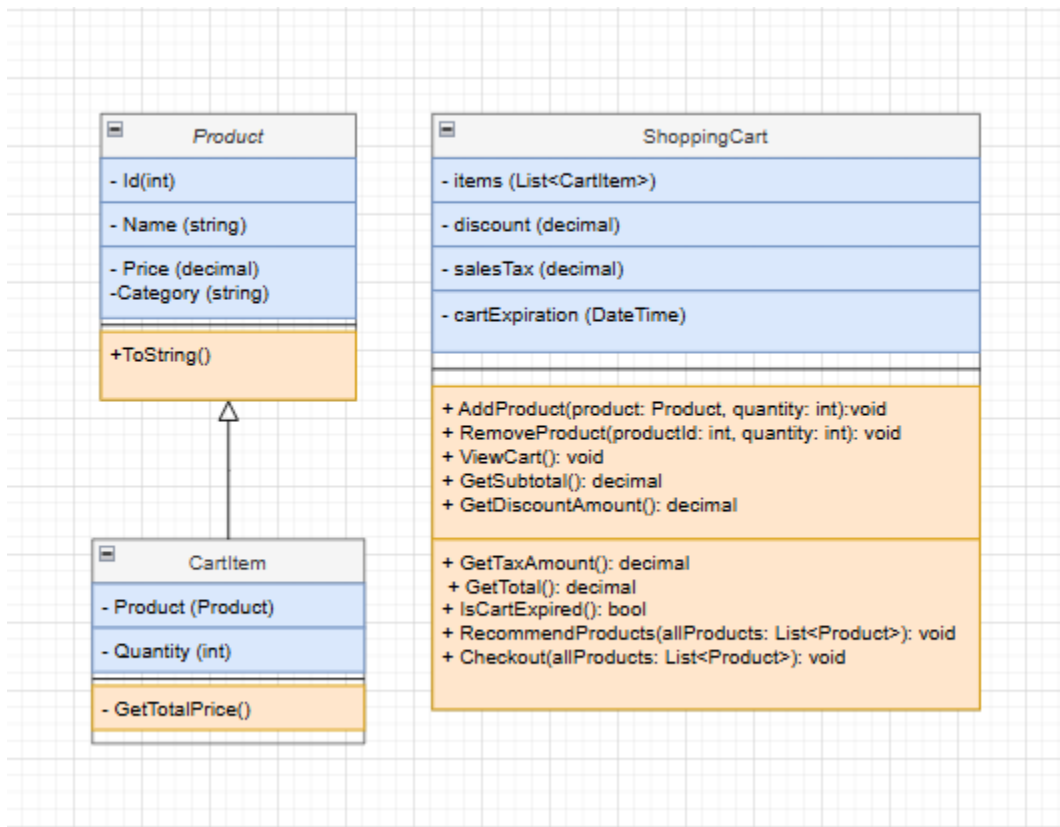 Product
- Id(int)
- Name (string)
- Price (decimal)
-Category (string)
+ToString()
CartItem
- Product (Product)
- Quantity (int)
- GetTotalPrice()
ShoppingCart
- items (List<CartItem>)
- discount (decimal)
- salesTax (decimal)
- cartExpiration (DateTime)
+ AddProduct(product: Product, quantity: int):void
+ RemoveProduct(productId: int, quantity: int): void
+ ViewCart(): void
+ GetSubtotal(): decimal
+ GetDiscountAmount(): decimal
+ GetTaxAmount(): decimal
+ GetTotal(): decimal
+ IsCartExpired(): bool
+ RecommendProducts(allProducts: List<Product>): void
+ Checkout(allProducts: List<Product>): void